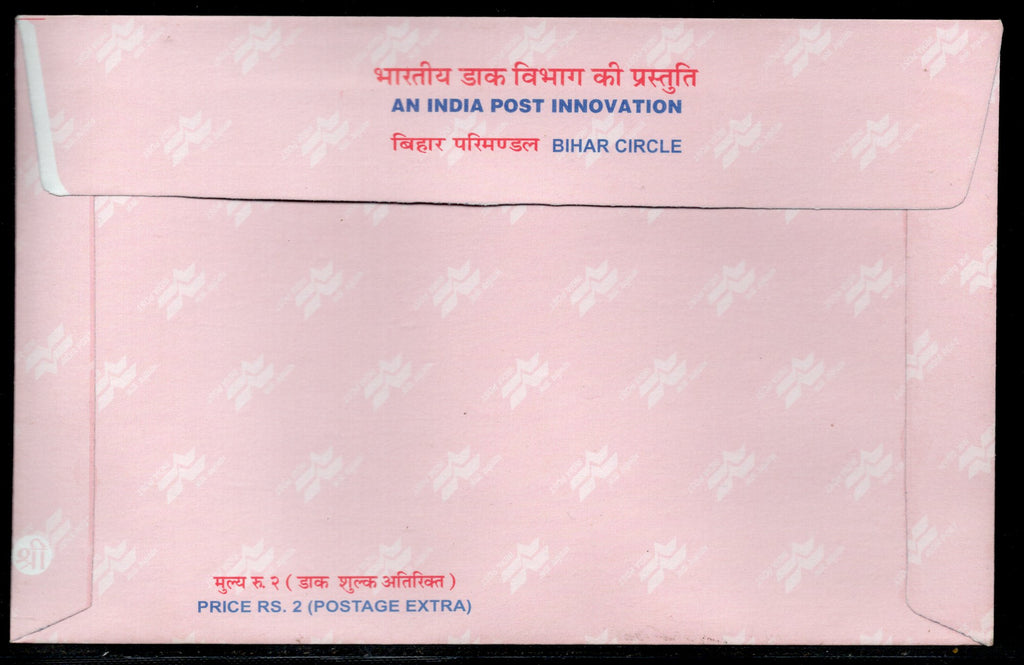 भारतीय डाक विभाग की प्रस्तुति
AN INDIA POST INNOVATION
बिहार परिमण्डल BIHAR CIRCLE
श्री
मुल्य रु. २ ( डाक शुल्क अतिरिक्त )
PRICE RS. 2 (POSTAGE EXTRA)